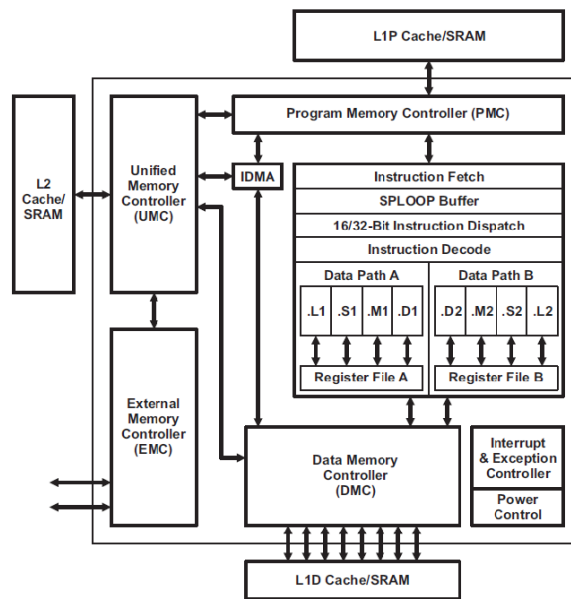 L1P Cache/SRAM
Program Memory Controller (PMC)
L2
Cache/
SRAM
Unified
Memory
Controller
(UMC)
IDMA
Instruction Fetch
SPLOOP Buffer
16/32-Bit Instruction Dispatch
Instruction Decode
Data Path A
Data Path B
.L1 .S1 .M1 .D1
.D2 .M2 .S2 .L2
Register File A
Register File B
External
Memory
Controller
(EMC)
Data Memory
Controller
(DMC)
Interrupt
& Exception
Controller
Power
Control
L1D Cache/SRAM